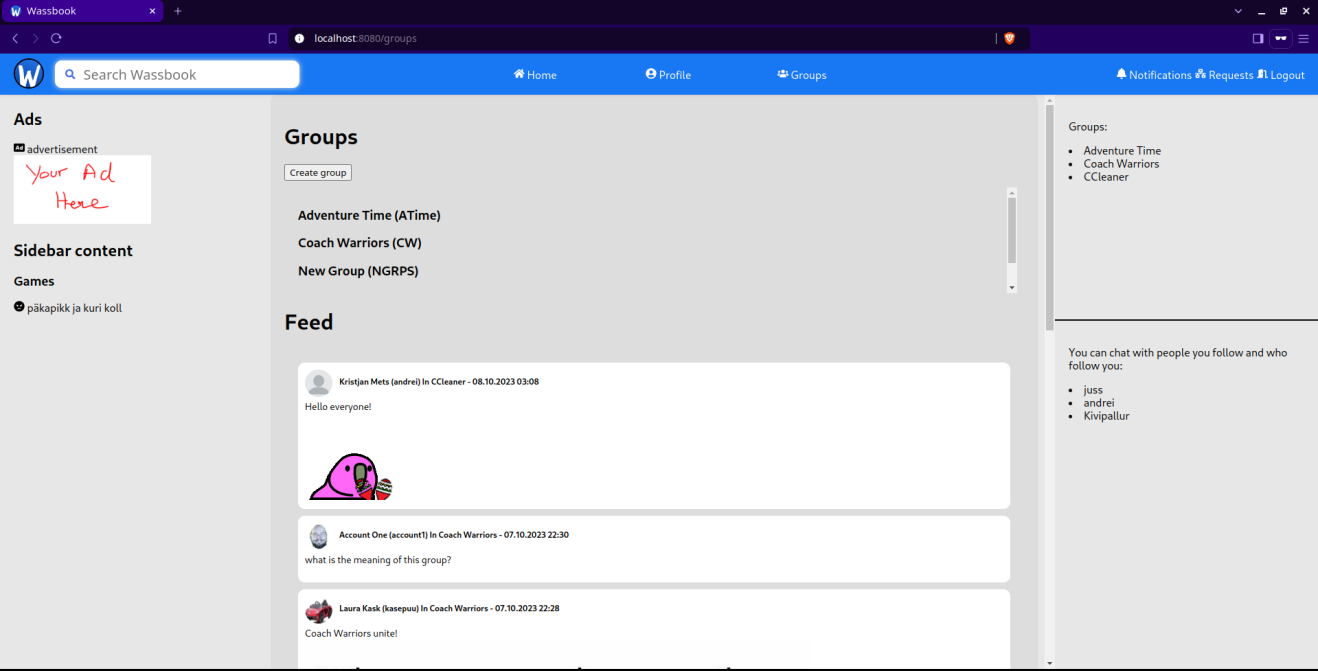 Wassbook
localhost:8080/groups
W
Search Wassbook
Home
Profile
Groups
Notifications
Requests
Logout
Ads
Ad advertisement
Your Ad
Here
Sidebar content
Games
päkapikk ja kuri koll
Groups
Create group
Adventure Time (ATime)
Coach Warriors (CW)
New Group (NGRPS)
Feed
Kristjan Mets (andrei) In CCleaner - 08.10.2023 03:08
Hello everyone!
Account One (account1) In Coach Warriors - 07.10.2023 22:30
what is the meaning of this group?
Laura Kask (kasepuu) In Coach Warriors - 07.10.2023 22:28
Coach Warriors unite!
Groups:
Adventure Time
Coach Warriors
CCleaner
You can chat with people you follow and who
follow you:
juss
andrei
Kivipallur